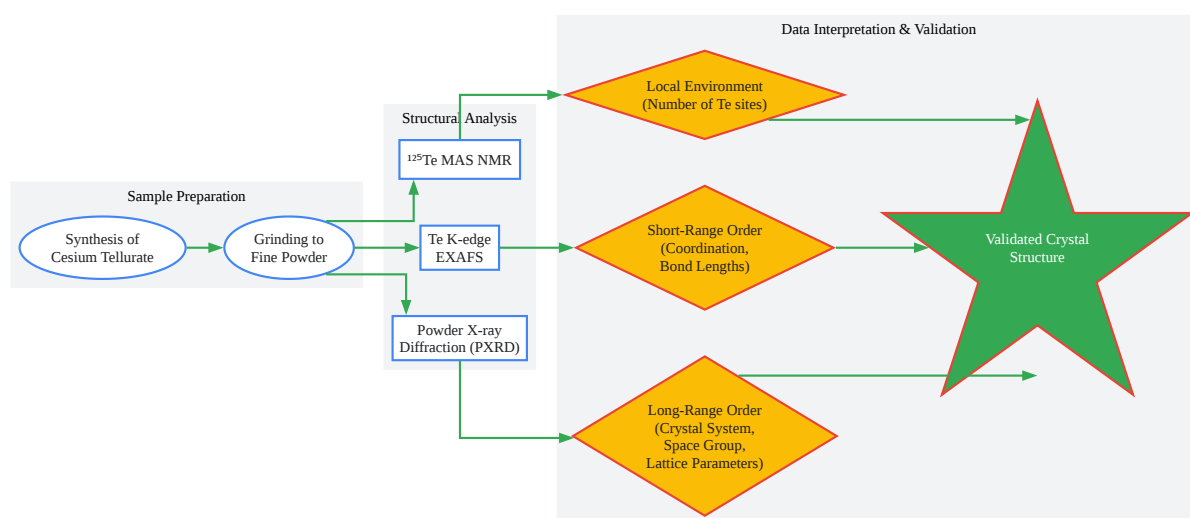 Data Interpretation & Validation
Local Environment
(Number of Te sites)
Structural Analysis
¹²⁵Te MAS NMR
Sample Preparation
Synthesis of
Cesium Tellurate
Grinding to
Fine Powder
Te K-edge
EXAFS
Short-Range Order
(Coordination,
Bond Lengths)
Validated Crystal
Structure
Powder X-ray
Diffraction (PXRD)
Long-Range Order
(Crystal System,
Space Group,
Lattice Parameters)